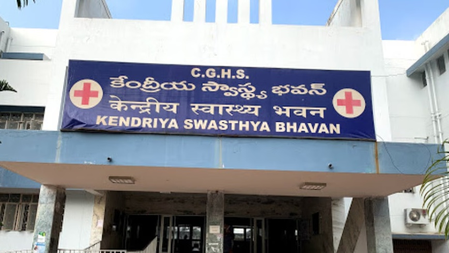 C.G.H.S.
కేంద్రీయ స్వాస్థ్య భవన్
केन्द्रीय स्वास्थ्य भवन
KENDRIYA SWASTHYA BHAVAN